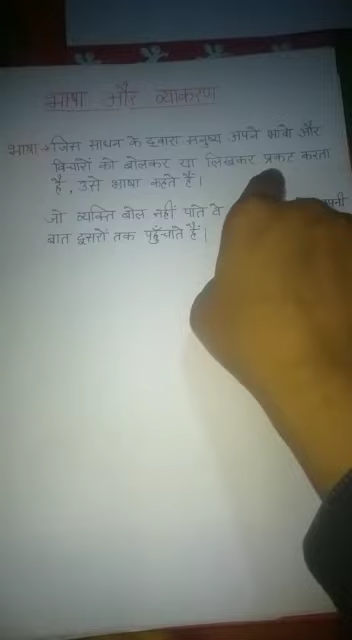 भाषा और व्याकरण
भाषा → जिस साधन के द्वारा मनुष्य अपने भावो और
विचारों को बोलकर या लिखकर प्रकट करता
है, उसे भाषा कहते हैं।
जो व्यक्ति बोल नहीं पाते वे
बात दूसरों तक पहुँचाते हैं।